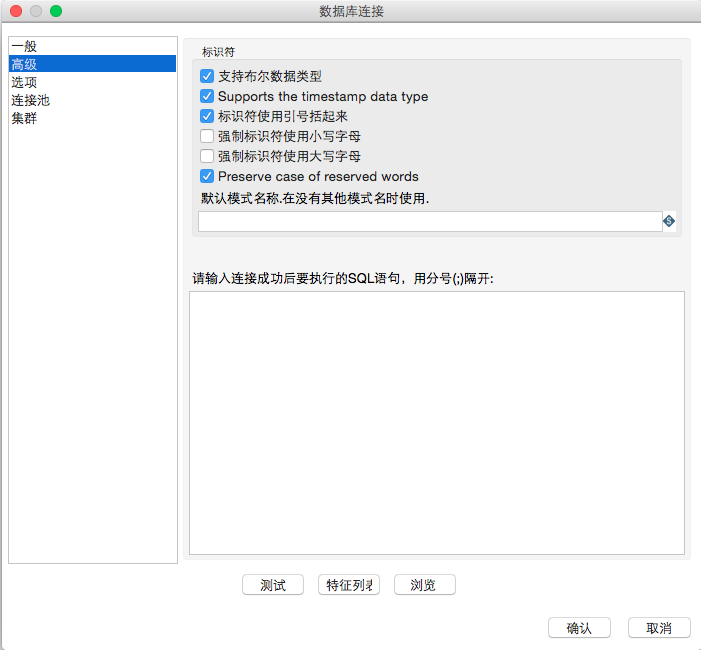 数据库连接
一般
高级
选项
连接池
集群
标识符
支持布尔数据类型
Supports the timestamp data type
标识符使用引号括起来
强制标识符使用小写字母
强制标识符使用大写字母
Preserve case of reserved words
默认模式名称.在没有其他模式名时使用.
请输入连接成功后要执行的SQL语句，用分号(;)隔开:
测试
特征列表
浏览
确认
取消